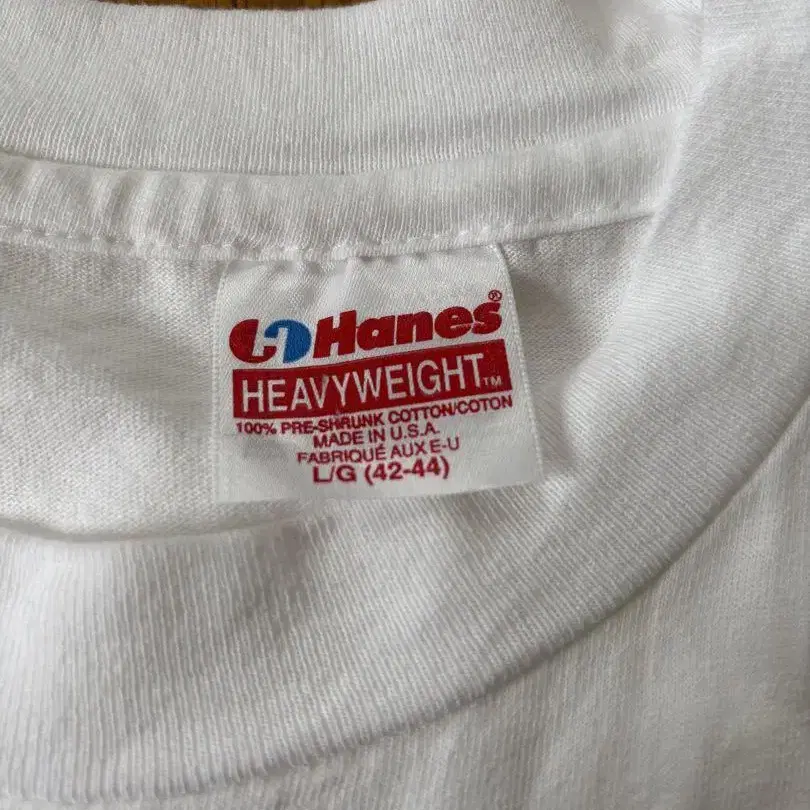 Hanes®
HEAVYWEIGHT™
100% PRE-SHRUNK COTTON/COTON
MADE IN U.S.A.
FABRIQUÉ AUX E-U
L/G (42-44)